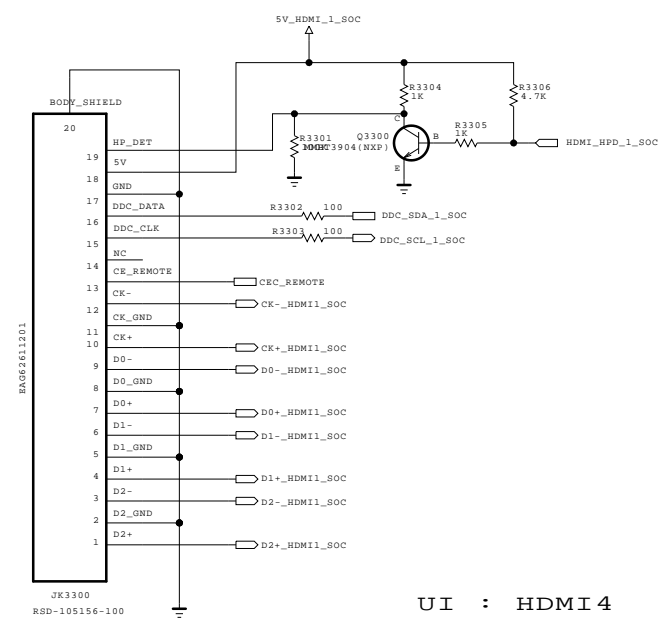 5V_HDMI_1_SOC
BODY_SHIELD
20
R3304
1K
R3306
4.7K
C
Q3300
MMBT3904(NXP)
R3301
B
R3305
1K
HDMI_HPD_1_SOC
E
19
HP_DET
18
5V
17
GND
16
DDC_DATA
R3302 100
DDC_SDA_1_SOC
15
DDC_CLK
R3303 100
DDC_SCL_1_SOC
14
NC
13
CE_REMOTE
CEC_REMOTE
12
CK-
CK-_HDMI1_SOC
11
CK_GND
10
CK+
CK+_HDMI1_SOC
9
D0-
D0-_HDMI1_SOC
8
D0_GND
7
D0+
D0+_HDMI1_SOC
6
D1-
D1-_HDMI1_SOC
5
D1_GND
4
D1+
D1+_HDMI1_SOC
3
D2-
D2-_HDMI1_SOC
2
D2_GND
1
D2+
D2+_HDMI1_SOC
EAG62611201
JK3300
RSD-105156-100
UI : HDMI4